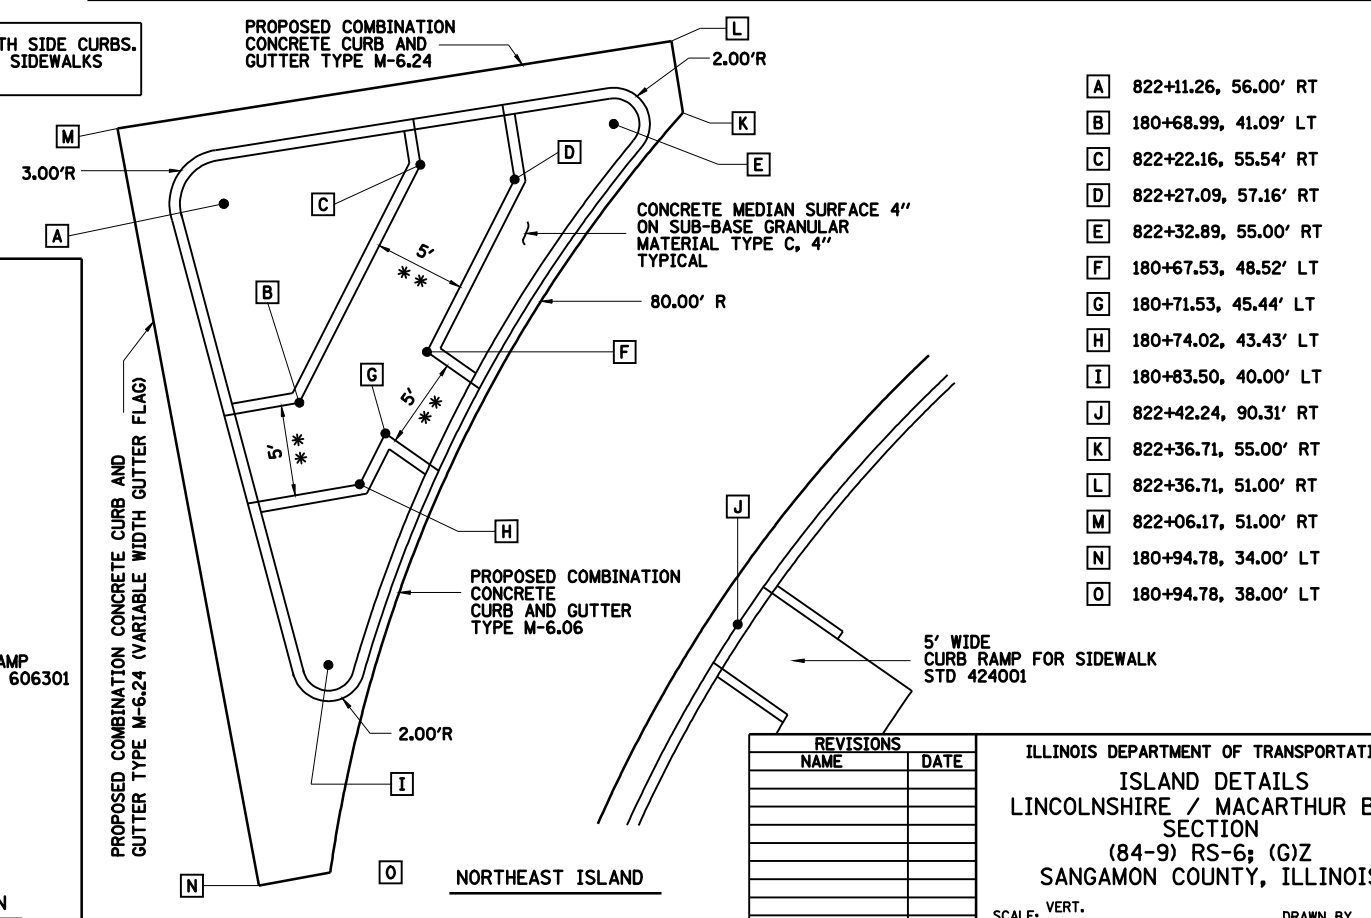 TH SIDE CURBS.
SIDEWALKS
PROPOSED COMBINATION
CONCRETE CURB AND
GUTTER TYPE M-6.24
L
2.00'R
M
K
3.00'R
D
E
C
A
CONCRETE MEDIAN SURFACE 4"
ON SUB-BASE GRANULAR
MATERIAL TYPE C, 4"
TYPICAL
5'
**
B
80.00' R
F
G
5'
**
5'
**
PROPOSED COMBINATION CONCRETE CURB AND
GUTTER TYPE M-6.24 (VARIABLE WIDTH GUTTER FLAG)
H
PROPOSED COMBINATION
CONCRETE
CURB AND GUTTER
TYPE M-6.06
J
5' WIDE
CURB RAMP FOR SIDEWALK
STD 424001
AMP
606301
2.00'R
I
N
O
NORTHEAST ISLAND
N
A 822+11.26, 56.00' RT
B 180+68.99, 41.09' LT
C 822+22.16, 55.54' RT
D 822+27.09, 57.16' RT
E 822+32.89, 55.00' RT
F 180+67.53, 48.52' LT
G 180+71.53, 45.44' LT
H 180+74.02, 43.43' LT
I 180+83.50, 40.00' LT
J 822+42.24, 90.31' RT
K 822+36.71, 55.00' RT
L 822+36.71, 51.00' RT
M 822+06.17, 51.00' RT
N 180+94.78, 34.00' LT
O 180+94.78, 38.00' LT
REVISIONS
NAME DATE
ILLINOIS DEPARTMENT OF TRANSPORTATI
ISLAND DETAILS
LINCOLNSHIRE / MACARTHUR B
SECTION
(84-9) RS-6; (G)Z
SANGAMON COUNTY, ILLINOIS
SCALE: VERT.
DRAWN BY